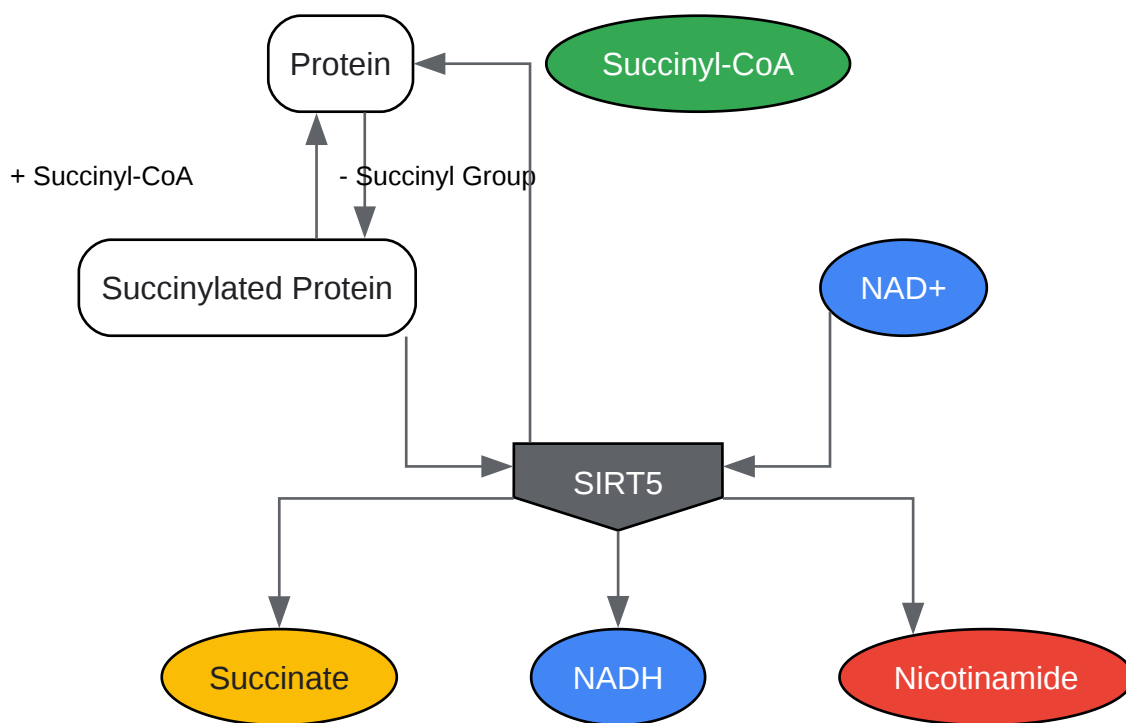 Protein
Succinyl-CoA
+ Succinyl-CoA
- Succinyl Group
Succinylated Protein
NAD+
SIRT5
Succinate
NADH
Nicotinamide